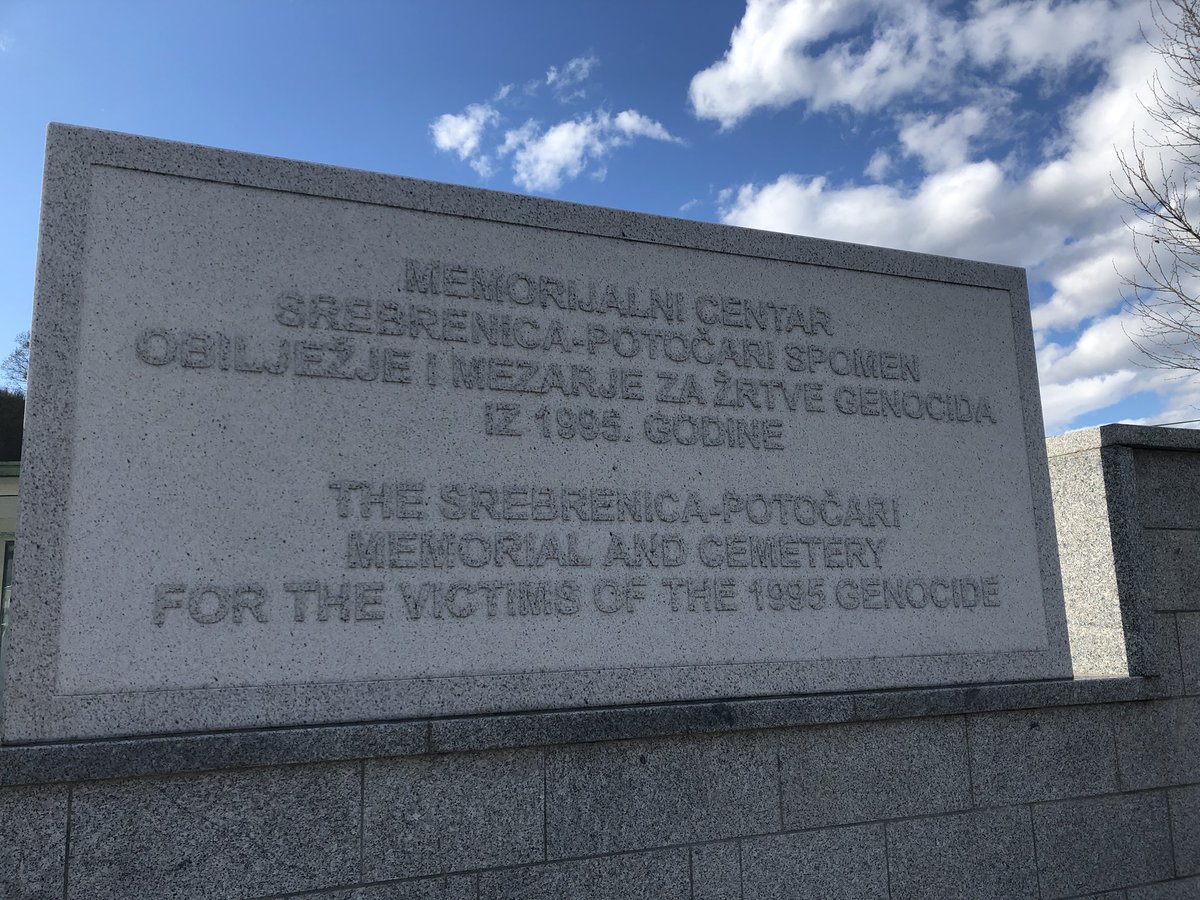 MEMORIJALNI CENTAR
SREBRENICA-POTOČARI SPOMEN
OBILJEŽJE I MEZARJE ZA ŽRTVE GENOCIDA
IZ 1995. GODINE
THE SREBRENICA-POTOČARI
MEMORIAL AND CEMETERY
FOR THE VICTIMS OF THE 1995 GENOCIDE